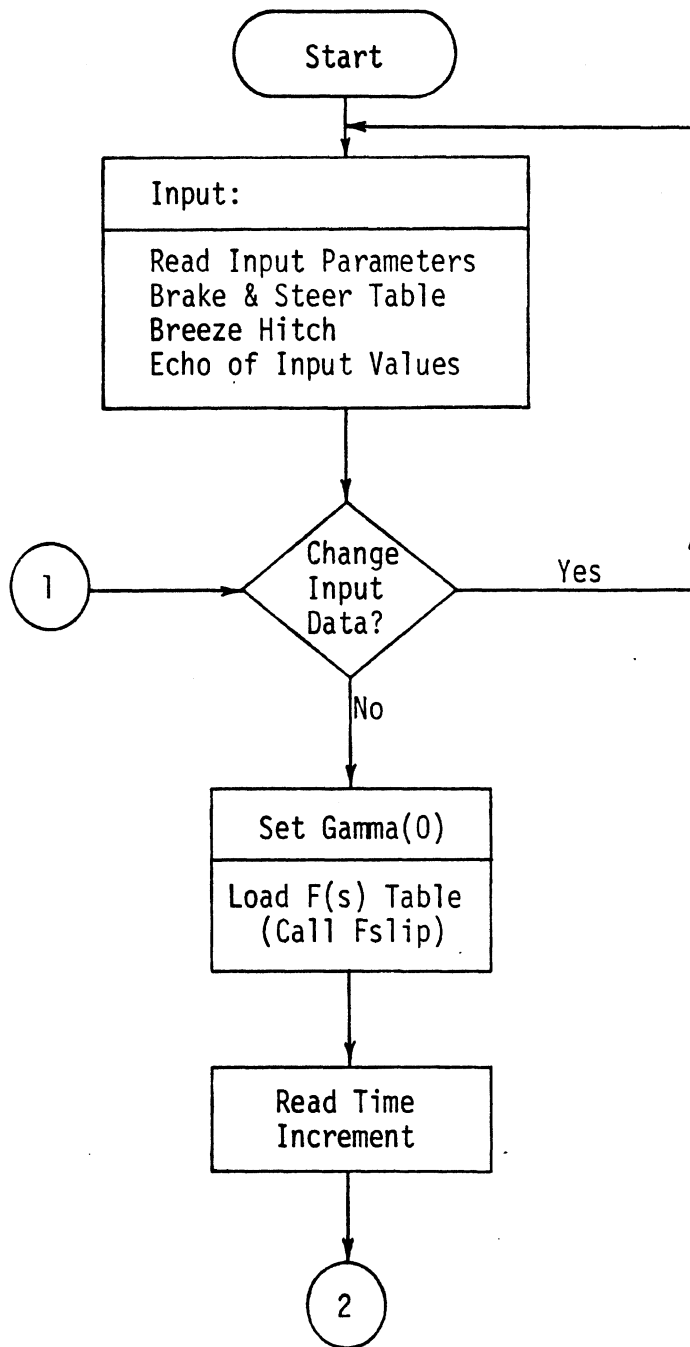 Start
Input:
Read Input Parameters
Brake & Steer Table
Breeze Hitch
Echo of Input Values
Change
Input
Data?
1
Yes
No
Set Gamma(0)
Load F(s) Table
(Call Fslip)
Read Time
Increment
2